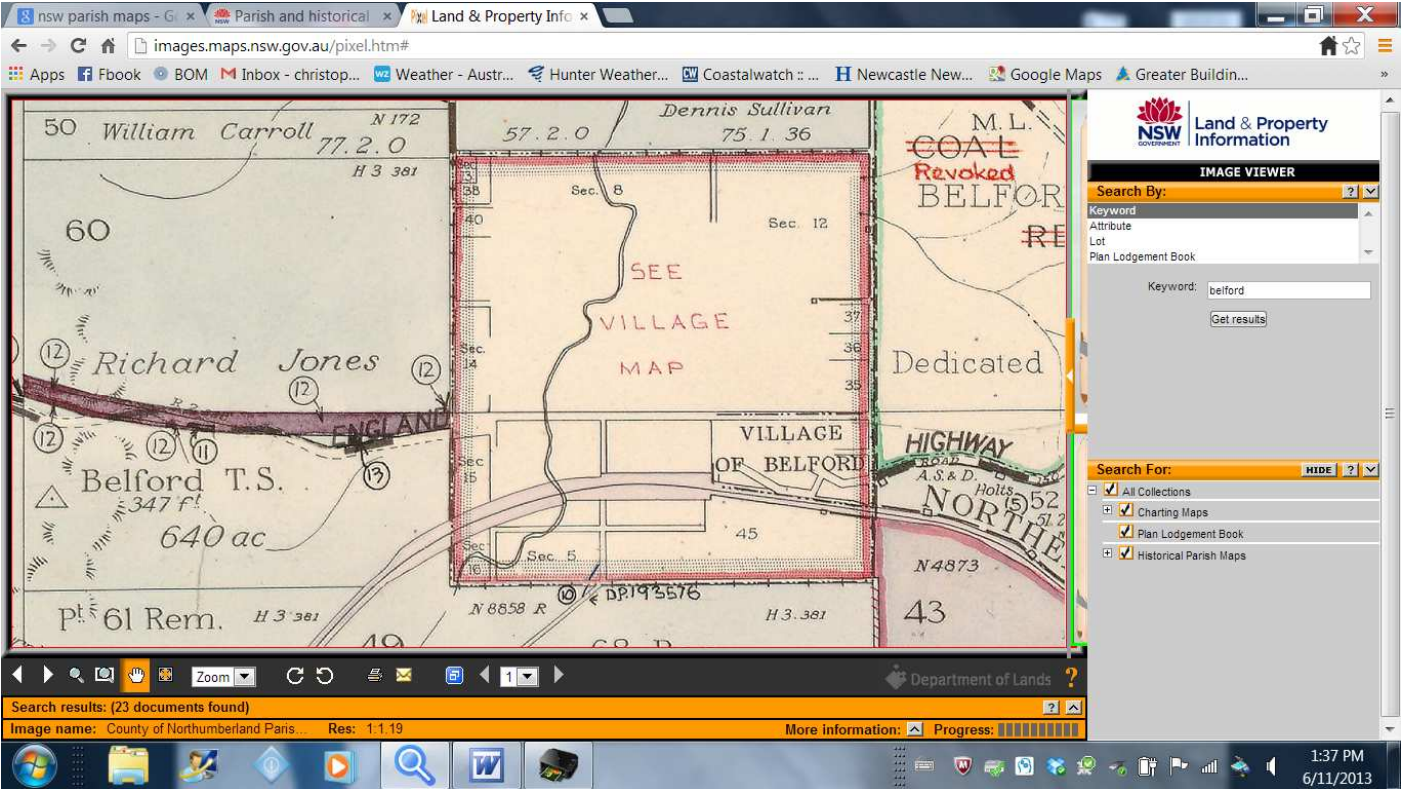 nsw parish maps - G
Parish and historical
Land & Property Info
images.maps.nsw.gov.au/pixel.htm#
Apps
Fbook
BOM
Inbox - christop...
Weather - Austr...
Hunter Weather...
Coastalwatch :: ...
Newcastle New...
Google Maps
Greater Buildin...
»
50 William Carroll
N 172
77.2.0
H 3 381
57.2.0
Dennis Sullivan
75.1.36
M.L.
COAL
Revoked
BELFOR
RE
60
Sec
38
40
Sec. 8
Sec. 12
SEE
VILLAGE
MAP
37
36
35
Richard Jones
12
12
12
Sec.
14
Dedicated
ENGLAND
12
12
11
13
VILLAGE
OF BELFORD
HIGHWAY
ROAD
A.S.& D.
Holts
(5)
52
NORTHE
Belford T.S.
347 ft
640 ac
Sec
15
Sec
16
Sec. 5
45
10
DP.193576
N4873
Pt 61 Rem.
H 3 381
N 8858 R
H 3.381
43
NSW
GOVERNMENT
Land & Property
Information
IMAGE VIEWER
Search By:
?
Keyword
Attribute
Lot
Plan Lodgement Book
Keyword:
belford
Get results
Search For:
HIDE
?
All Collections
Charting Maps
Plan Lodgement Book
Historical Parish Maps
Zoom
1
Department of Lands
?
Search results: (23 documents found)
?
Image name: County of Northumberland Paris...
Res: 1:1.19
More information:
Progress:
1:37 PM
6/11/2013